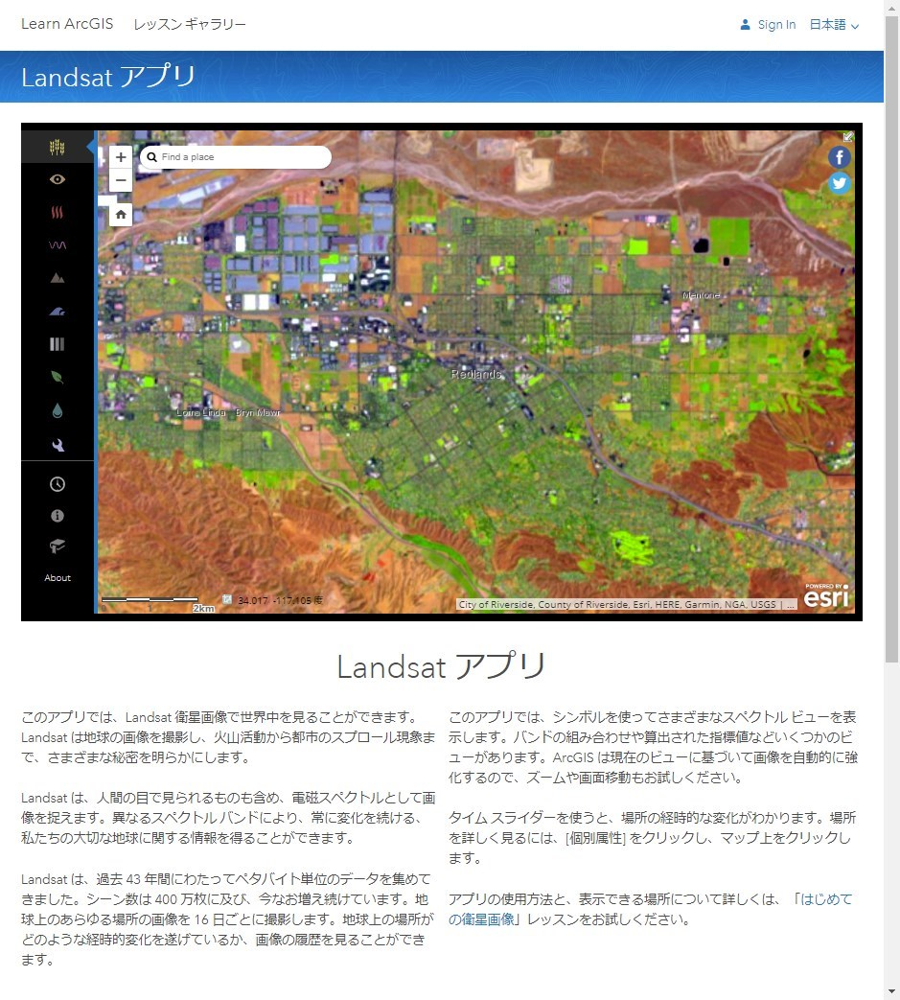 Learn ArcGIS レッスン ギャラリー
Sign In 日本語
Landsat アプリ
Find a place
Mentone
Redlands
Loma Linda Bryn Mawr
About
2km
34.017 -117.105 度
City of Riverside, County of Riverside, Esri, HERE, Garmin, NGA, USGS | ...
POWERED BY
esri
Landsat アプリ
このアプリでは、Landsat 衛星画像で世界中を見ることができます。
Landsat は地球の画像を撮影し、火山活動から都市のスプロール現象ま
で、さまざまな秘密を明らかにします。
Landsat は、人間の目で見られるものも含め、電磁スペクトルとして画
像を捉えます。異なるスペクトル バンドにより、常に変化を続ける、
私たちの大切な地球に関する情報を得ることができます。
Landsat は、過去 43 年間にわたってペタバイト単位のデータを集めて
きました。シーン数は 400 万枚に及び、今なお増え続けています。地
球上のあらゆる場所の画像を 16 日ごとに撮影します。地球上の場所が
どのような経時的変化を遂げているか、画像の履歴を見ることができ
ます。
このアプリでは、シンボルを使ってさまざまなスペクトル ビューを表
示します。バンドの組み合わせや算出された指標値などいくつかのビ
ューがあります。ArcGIS は現在のビューに基づいて画像を自動的に強
化するので、ズームや画面移動もお試しください。
タイム スライダーを使うと、場所の経時的な変化がわかります。場所
を詳しく見るには、[個別属性] をクリックし、マップ上をクリックし
ます。
アプリの使用方法と、表示できる場所について詳しくは、「はじめて
の衛星画像」レッスンをお試しください。